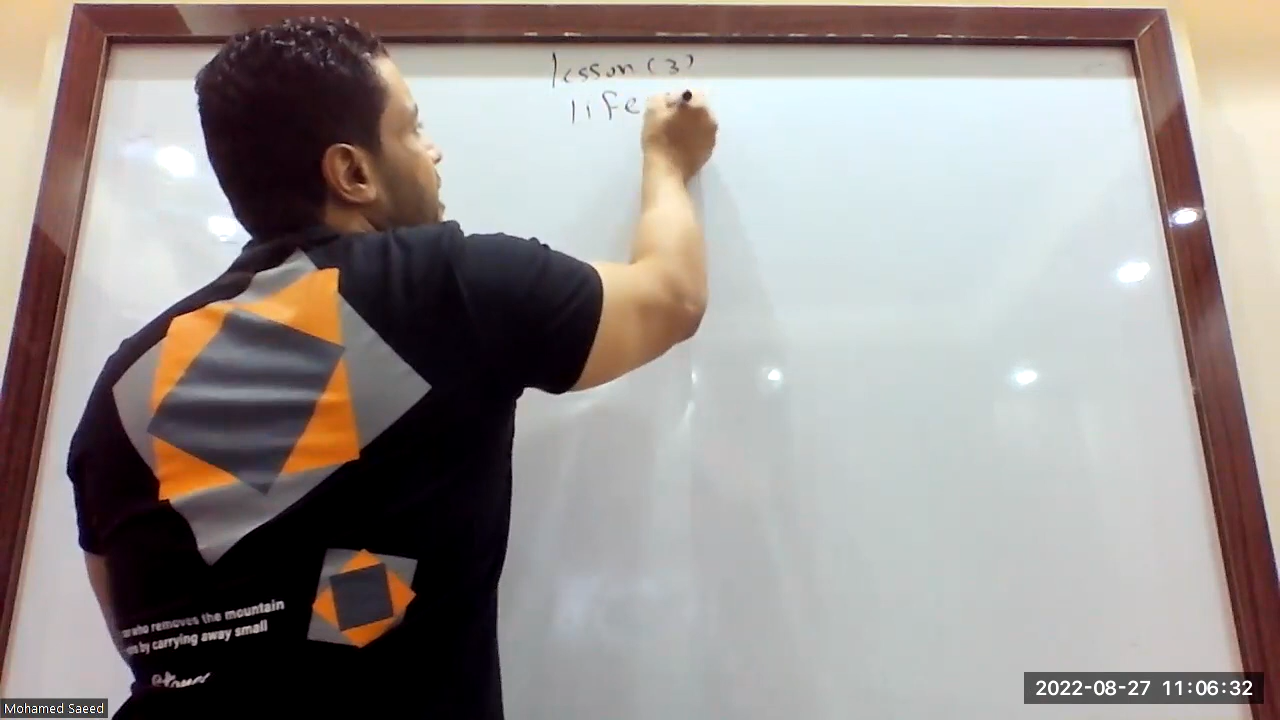 lesson (3)
life
who removes the mountain
by carrying away small
Mohamed Saeed
2022-08-27 11:06:32